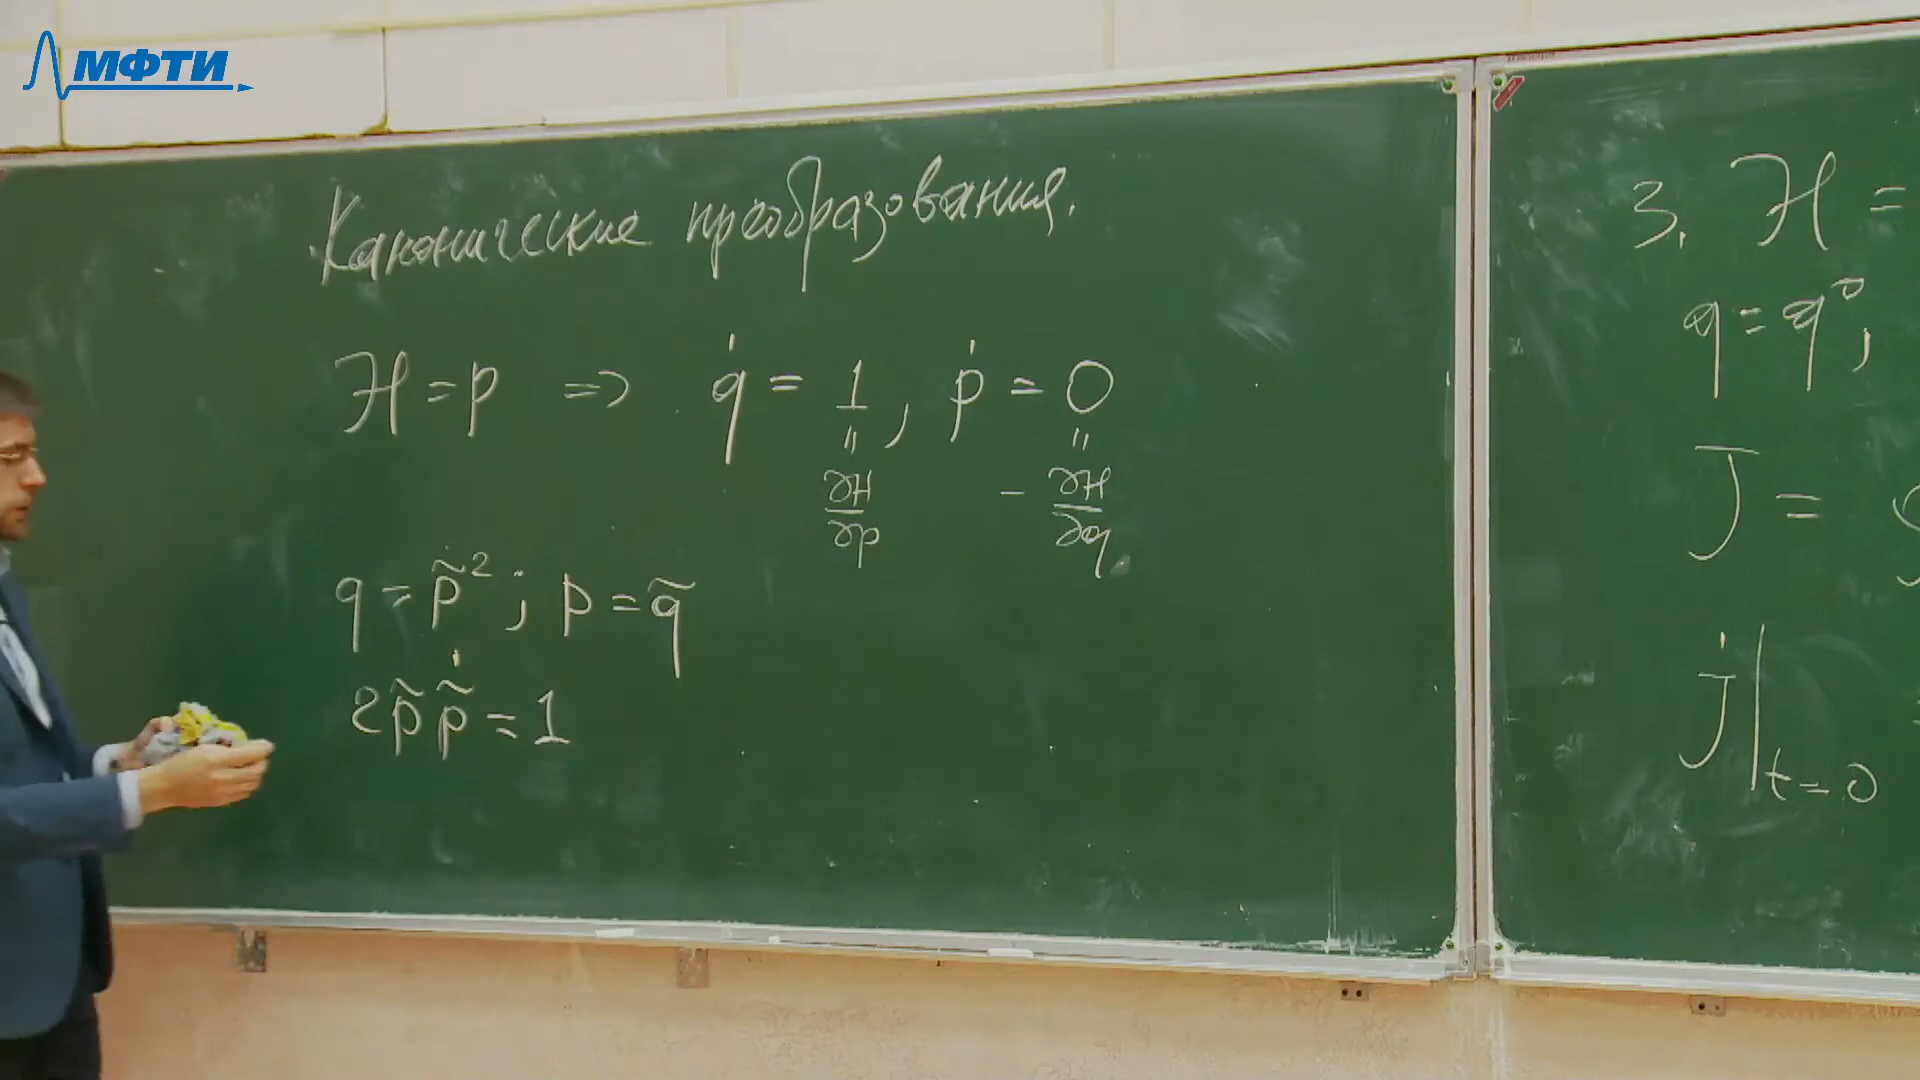 МФТИ
Канонические преобразования.
H = p ⇒ q̇ = 1, ṗ = 0
" "
∂H/∂p − ∂H/∂q
q = p̃²; p = q̃
2p̃ p̃̇ = 1
3. H =
q = q⁰,
J =
J̇|t=0